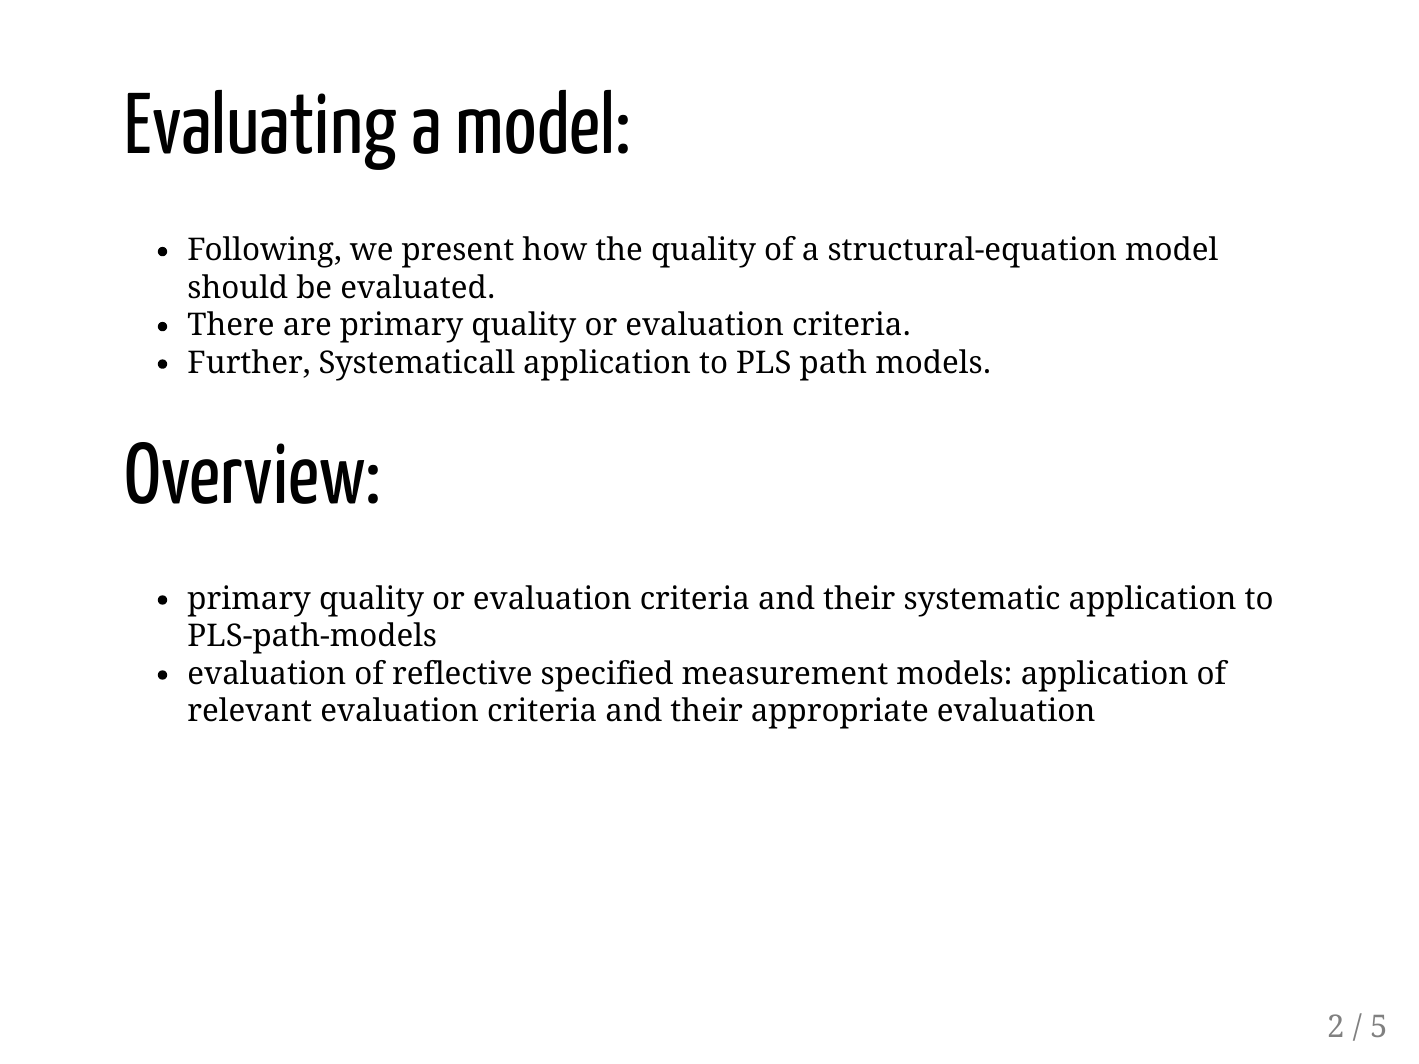 Evaluating a model:
• Following, we present how the quality of a structural-equation model
should be evaluated.
• There are primary quality or evaluation criteria.
• Further, Systematicall application to PLS path models.
Overview:
• primary quality or evaluation criteria and their systematic application to
PLS-path-models
• evaluation of reflective specified measurement models: application of
relevant evaluation criteria and their appropriate evaluation
2 / 5